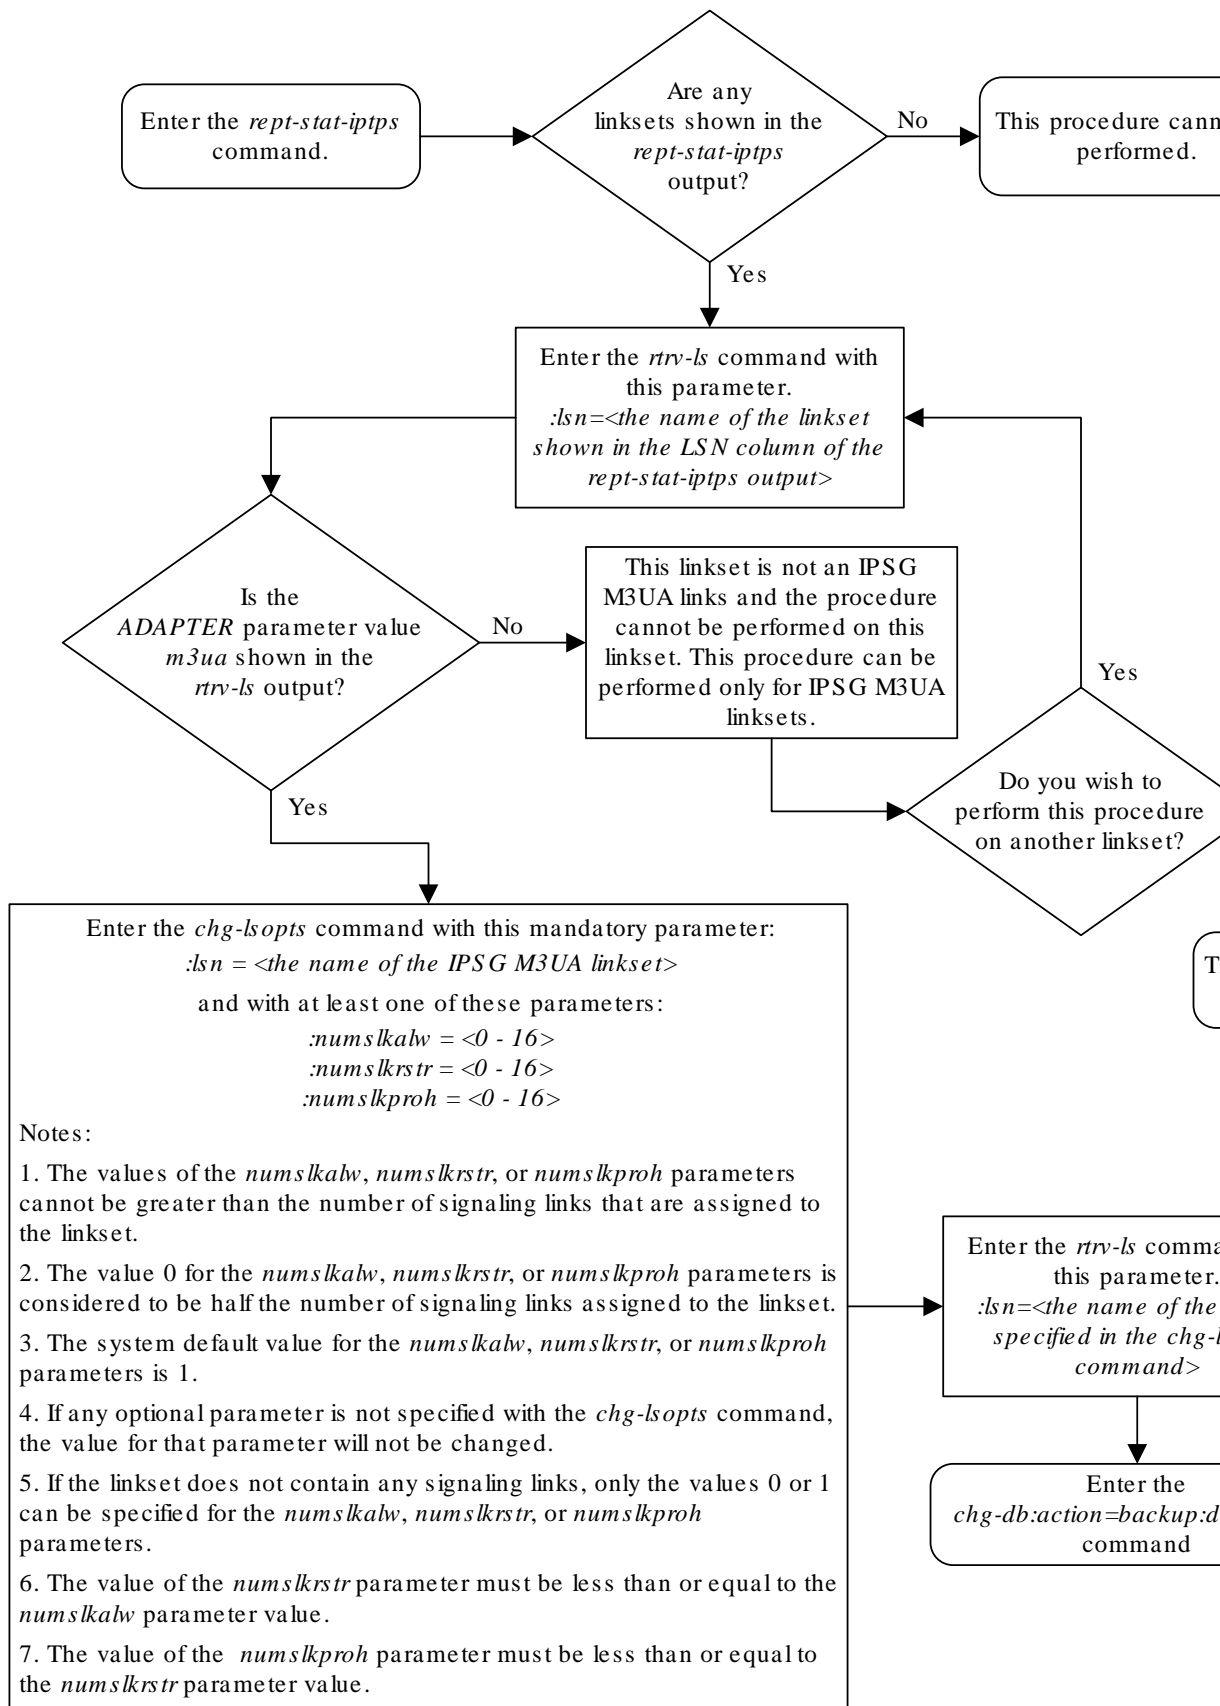 Enter the rept-stat-iptps
command.
Are any
linksets shown in the
rept-stat-iptps
output?
No
This procedure cann
performed.
Yes
Enter the rtrv-ls command with
this parameter.
:lsn=<the name of the linkset
shown in the LSN column of the
rept-stat-iptps output>
Is the
ADAPTER parameter value
m3ua shown in the
rtrv-ls output?
No
This linkset is not an IPSG
M3UA links and the procedure
cannot be performed on this
linkset. This procedure can be
performed only for IPSG M3UA
linksets.
Yes
Do you wish to
perform this procedure
on another linkset?
Yes
Enter the chg-lsopts command with this mandatory parameter:
:lsn = <the name of the IPSG M3UA linkset>
and with at least one of these parameters:
:numslkalw = <0 - 16>
:numslkrstr = <0 - 16>
:numslkproh = <0 - 16>
Notes:
1. The values of the numslkalw, numslkrstr, or numslkproh parameters
cannot be greater than the number of signaling links that are assigned to
the linkset.
2. The value 0 for the numslkalw, numslkrstr, or numslkproh parameters is
considered to be half the number of signaling links assigned to the linkset.
3. The system default value for the numslkalw, numslkrstr, or numslkproh
parameters is 1.
4. If any optional parameter is not specified with the chg-lsopts command,
the value for that parameter will not be changed.
5. If the linkset does not contain any signaling links, only the values 0 or 1
can be specified for the numslkalw, numslkrstr, or numslkproh
parameters.
6. The value of the numslkrstr parameter must be less than or equal to the
numslkalw parameter value.
7. The value of the numslkproh parameter must be less than or equal to
the numslkrstr parameter value.
T
Enter the rtrv-ls comma
this parameter.
:lsn=<the name of the
specified in the chg-l
command>
Enter the
chg-db:action=backup:d
command